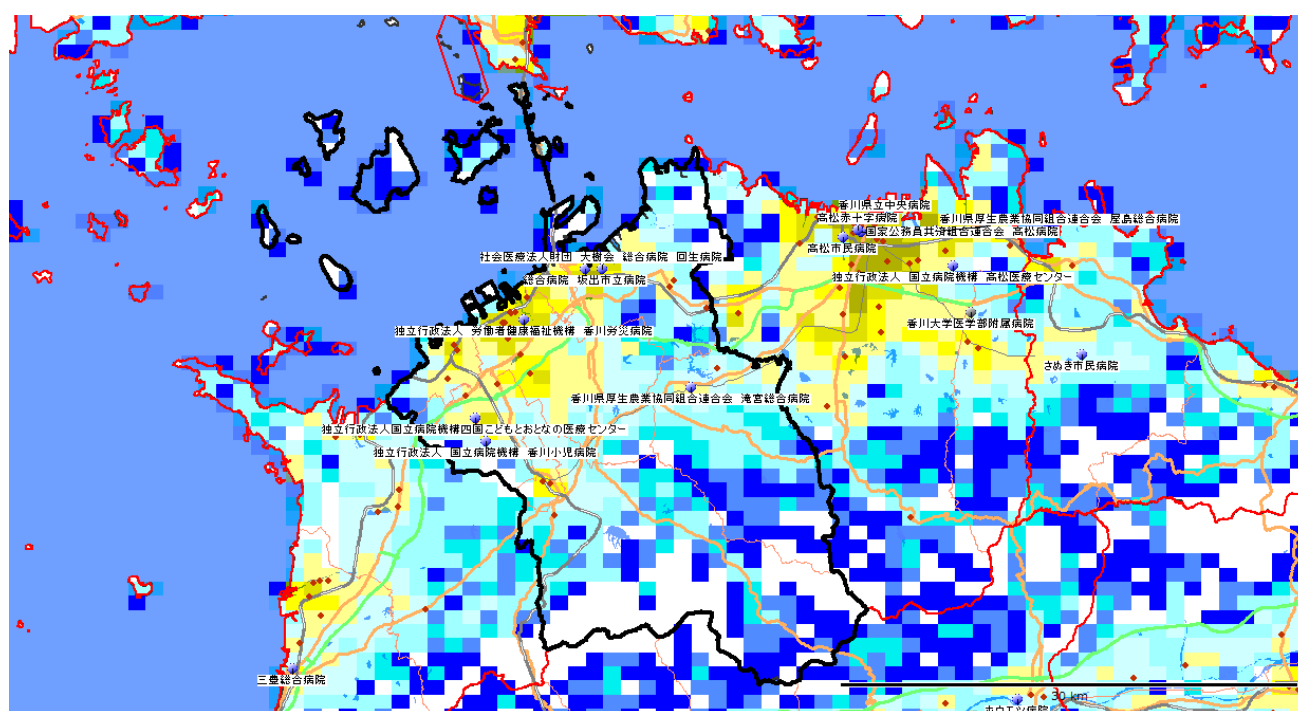 香川県立中央病院
高松赤十字病院
香川県厚生農業協同組合連合会 屋島総合病院
国家公務員共済組合連合会 高松病院
高松市民病院
社会医療法人財団 大樹会 総合病院 回生病院
総合病院 坂出市立病院
独立行政法人 国立病院機構 高松医療センター
独立行政法人 労働者健康福祉機構 香川労災病院
香川大学医学部附属病院
さぬき市民病院
香川県厚生農業協同組合連合会 滝宮総合病院
独立行政法人国立病院機構四国こどもとおとなの医療センター
独立行政法人 国立病院機構 香川小児病院
三豊総合病院
30 km
ホウエツ病院